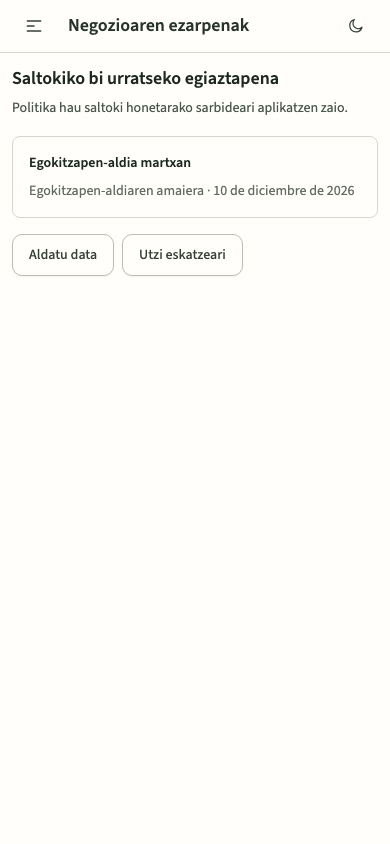 Negozioaren ezarpenak
Saltokiko bi urratseko egiaztapena
Politika hau saltoki honetarako sarbideari aplikatzen zaio.
Egokitzapen-aldia martxan
Egokitzapen-aldiaren amaiera · 10 de diciembre de 2026
Aldatu data
Utzi eskatzeari